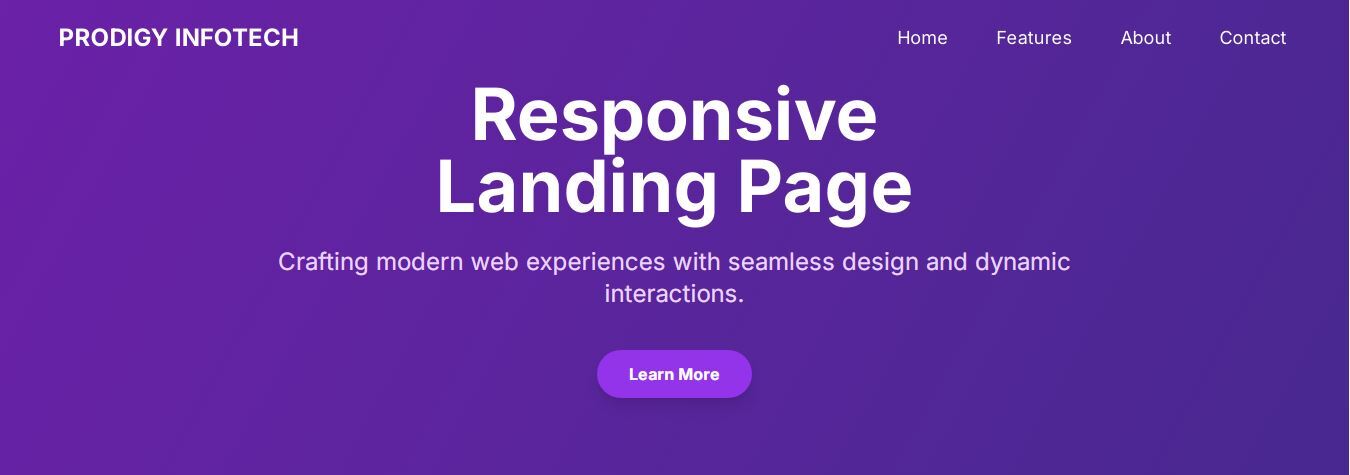 PRODIGY INFOTECH
Home Features About Contact
Responsive
Landing Page
Crafting modern web experiences with seamless design and dynamic
interactions.
Learn More